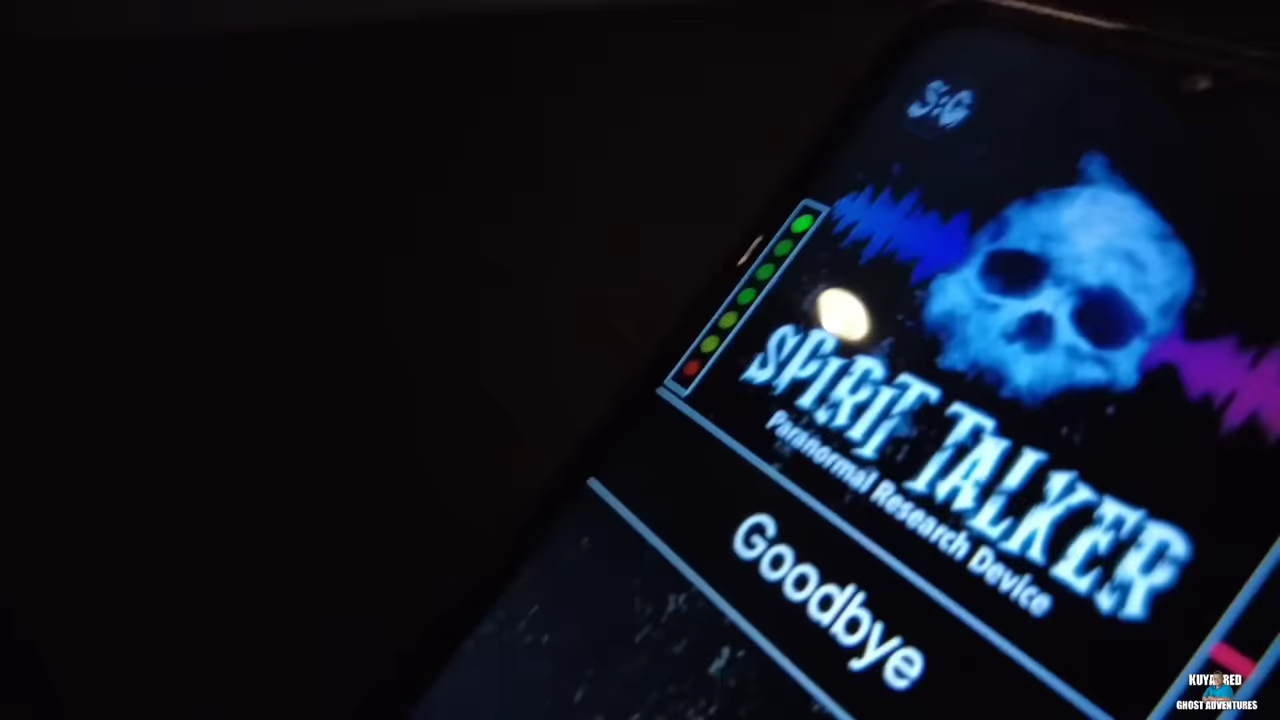 S:G
SPIRIT TALKER
Paranormal Research Device
Goodbye
KUYA RED
GHOST ADVENTURES